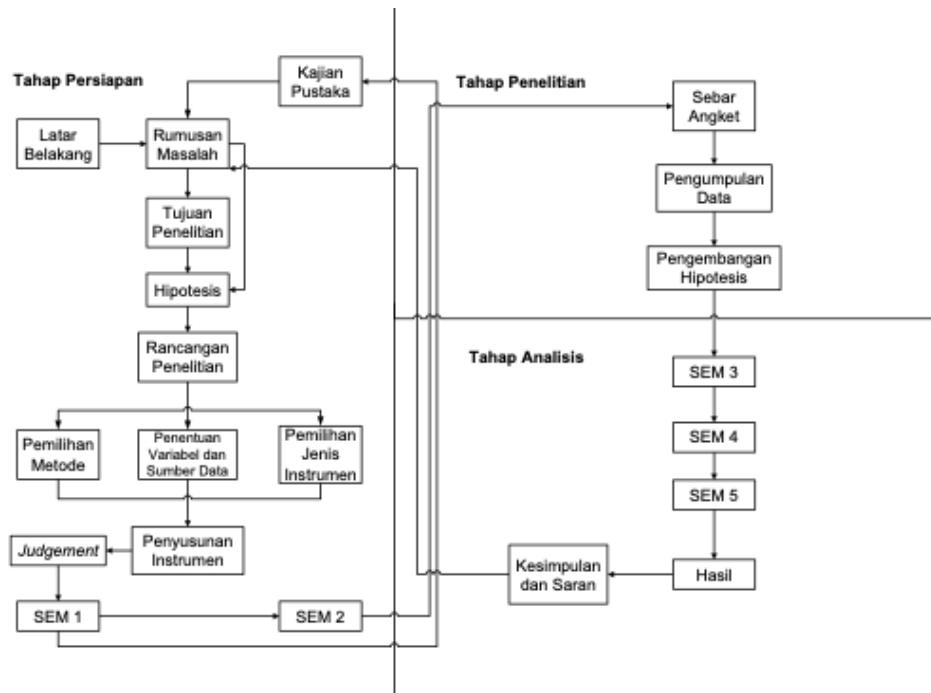 Tahap Persiapan
Kajian
Pustaka
Latar
Belakang
Rumusan
Masalah
Tujuan
Penelitian
Hipotesis
Rancangan
Penelitian
Pemilihan
Metode
Penentuan
Variabel dan
Sumber Data
Pemilihan
Jenis
Instrumen
Penyusunan
Instrumen
Judgement
SEM 1
SEM 2
Tahap Penelitian
Sebar
Angket
Pengumpulan
Data
Pengembangan
Hipotesis
Tahap Analisis
SEM 3
SEM 4
SEM 5
Hasil
Kesimpulan
dan Saran